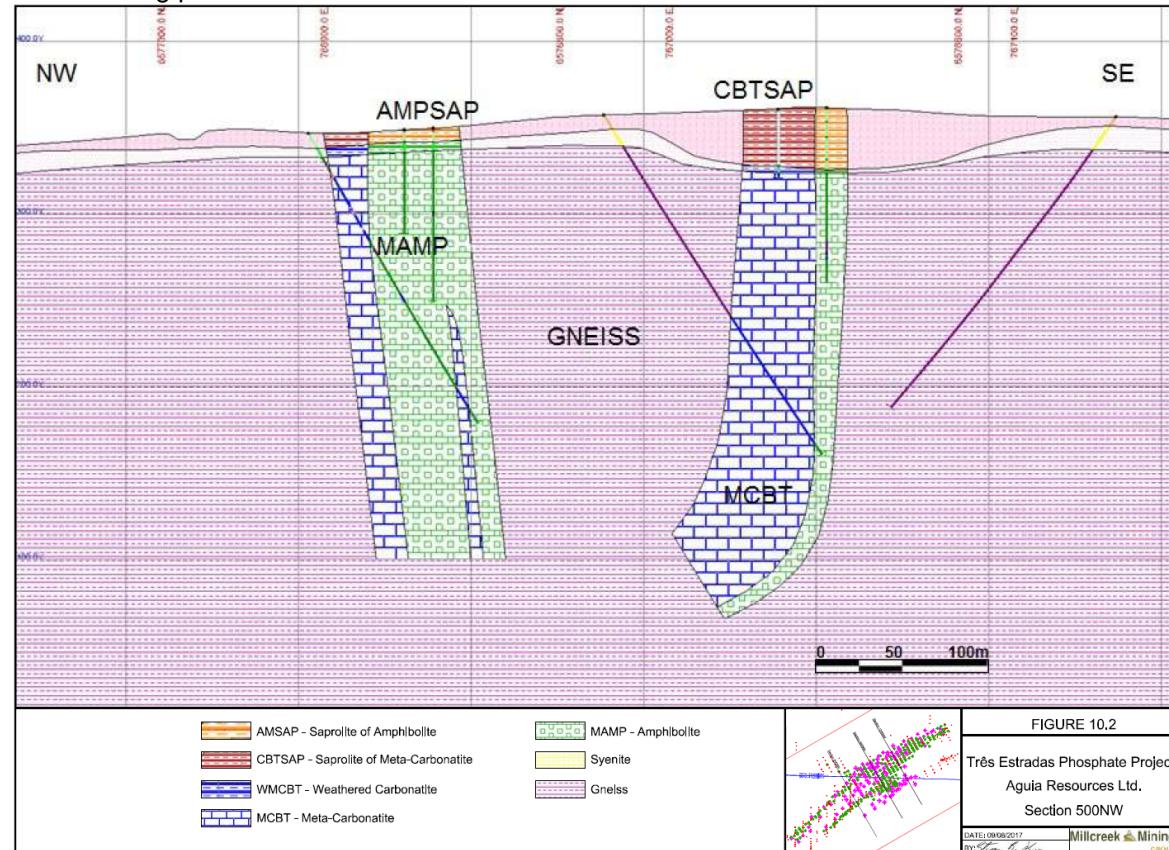 NW
SE
AMPSAP
CBTSAP
MAMP
GNEISS
MCBT
0 50 100m
AMSAP - Saprolite of Amphibolite
CBTSAP - Saprolite of Meta-Carbonatite
WMCBT - Weathered Carbonatite
MCBT - Meta-Carbonatite
MAMP - Amphibolite
Syenite
Gneiss
FIGURE 10.2
Três Estradas Phosphate Projec
Aguia Resources Ltd.
Section 500NW
DATE: 09/08/2017
BY:
Millcreek Mining